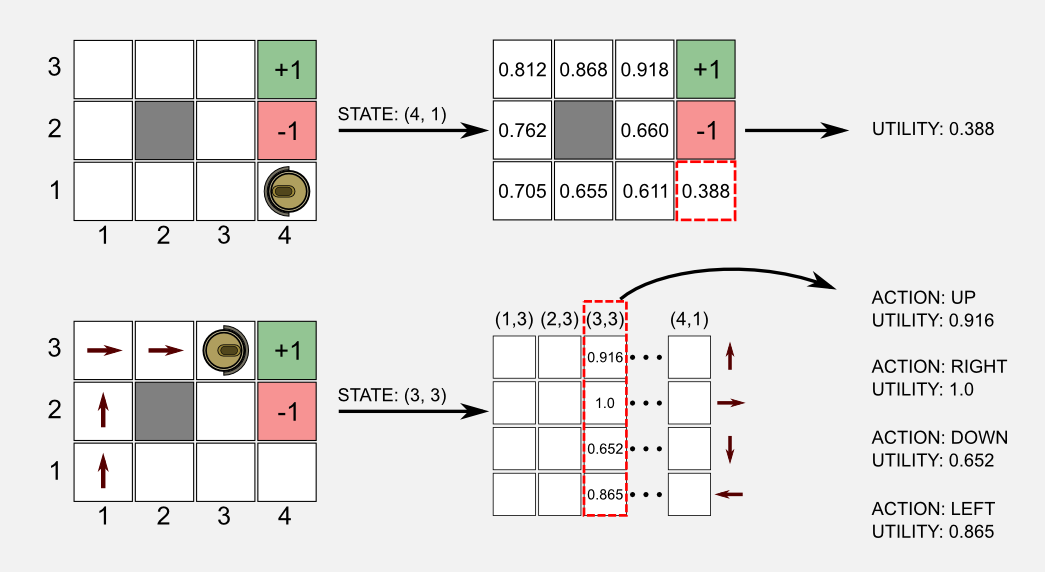 3 +1
2 -1
1
1 2 3 4
STATE: (4, 1)
0.812 0.868 0.918 +1
0.762 0.660 -1
0.705 0.655 0.611 0.388
UTILITY: 0.388
3 +1
2 -1
1
1 2 3 4
STATE: (3, 3)
(1,3) (2,3) (3,3) (4,1)
0.916
1.0
0.652
0.865
ACTION: UP
UTILITY: 0.916
ACTION: RIGHT
UTILITY: 1.0
ACTION: DOWN
UTILITY: 0.652
ACTION: LEFT
UTILITY: 0.865